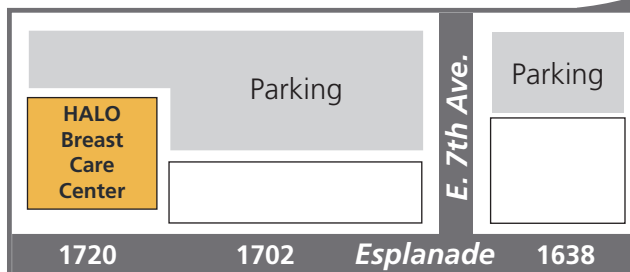 Parking
Parking
HALO
Breast
Care
Center
E. 7th Ave.
1720 1702 Esplanade 1638